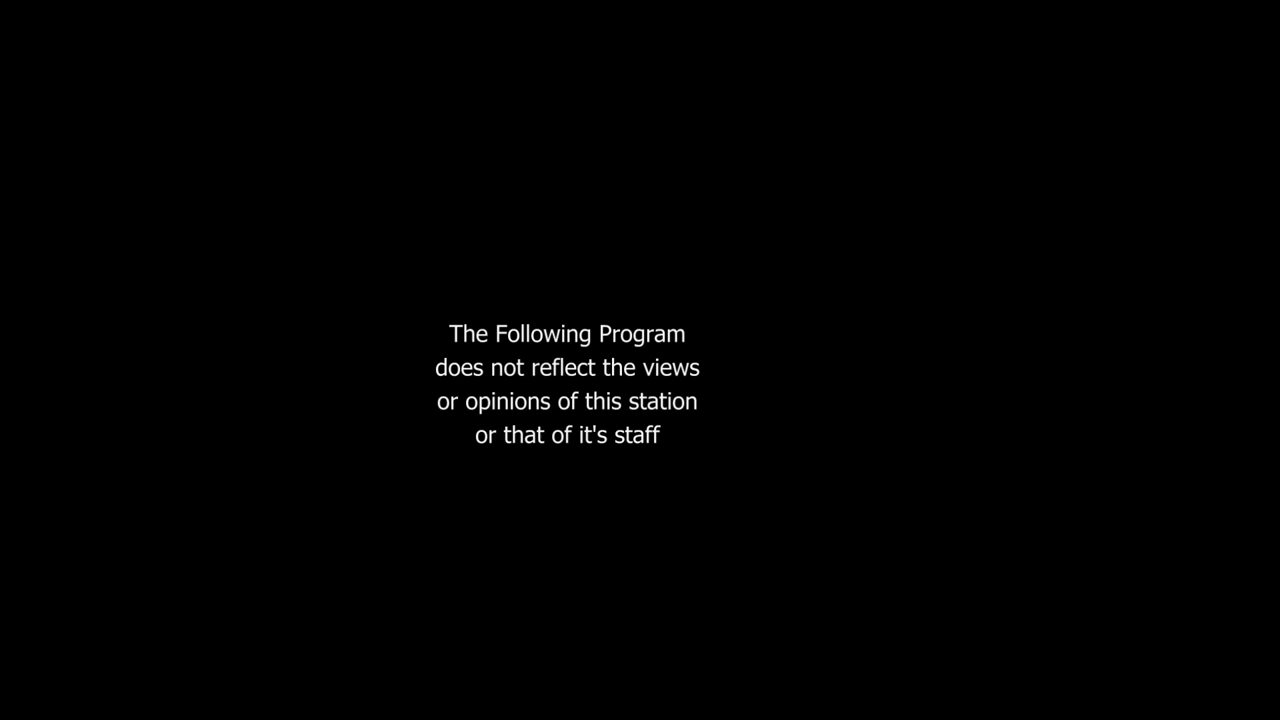 The Following Program
does not reflect the views
or opinions of this station
or that of it's staff